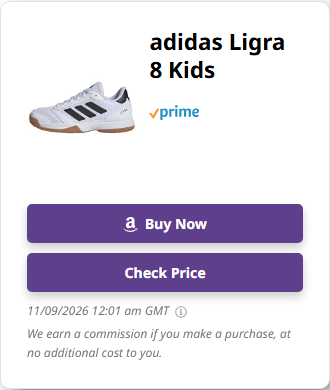 adidas Ligra
8 Kids
prime
Buy Now
Check Price
11/09/2026 12:01 am GMT
We earn a commission if you make a purchase, at
no additional cost to you.